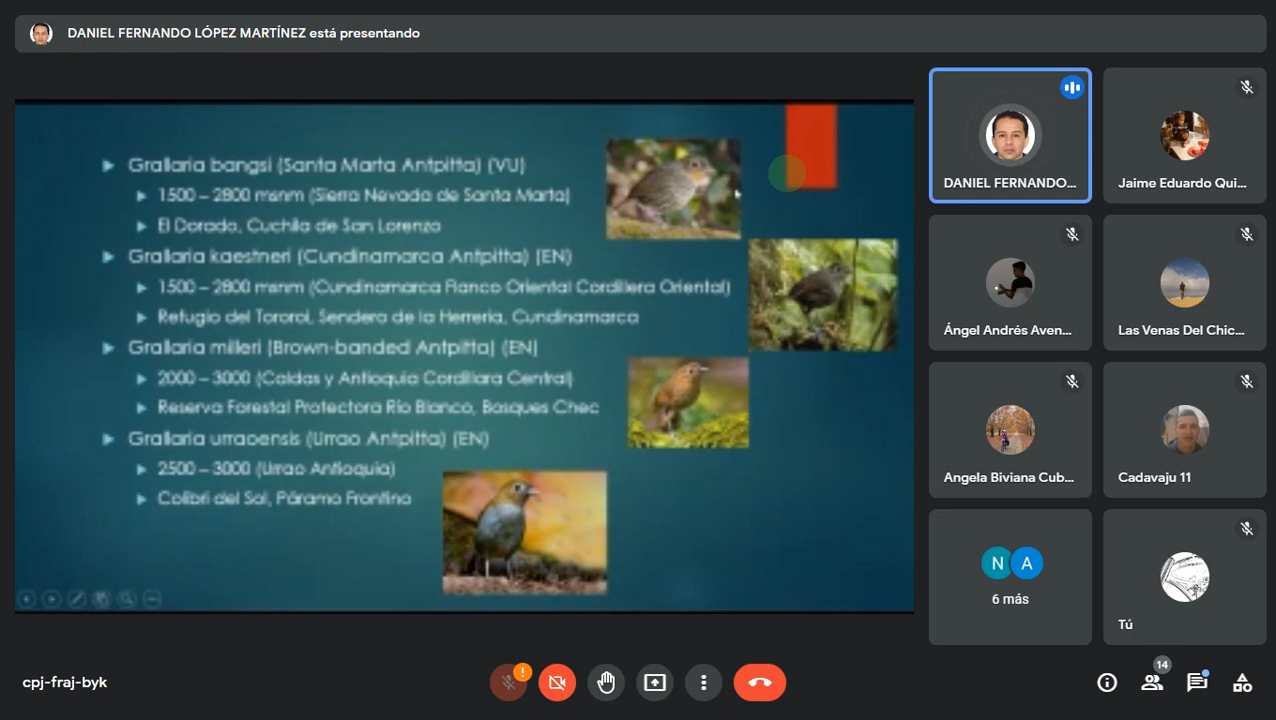 DANIEL FERNANDO LÓPEZ MARTÍNEZ está presentando
Grallaria bangsi (Santa Marta Antpitta) (VU)
1500 – 2800 msnm (Sierra Nevada de Santa Marta)
El Dorado, Cuchilla de San Lorenzo
Grallaria kaestneri (Cundinamarca Antpitta) (EN)
1500 – 2800 msnm (Cundinamarca Flanco Oriental Cordillera Oriental)
Refugio del Tororoi, Sendero de la Herreria, Cundinamarca
Grallaria milleri (Brown-banded Antpitta) (EN)
2000 – 3000 (Caldas y Antioquia Cordillara Central)
Reserva Forestal Protectora Río Blanco, Bosques Chec
Grallaria urraoensis (Urrao Antpitta) (EN)
2500 – 3000 (Urrao Antioquia)
Colibri del Sol, Páramo Frontino
DANIEL FERNANDO...
Jaime Eduardo Qui...
Ángel Andrés Aven...
Las Venas Del Chic...
Angela Biviana Cub...
Cadavaju 11
N A
6 más
Tú
cpj-fraj-byk
14